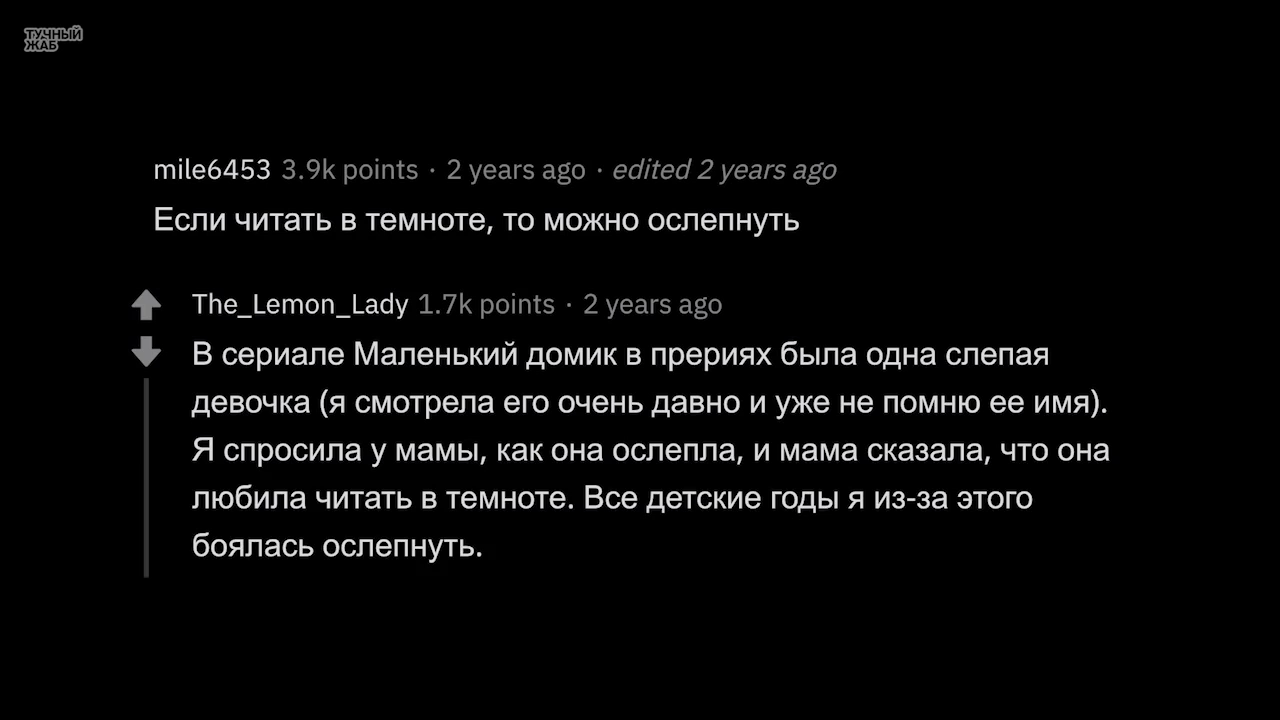 ТУЧНЫЙ
ЖАБ
mile6453 3.9k points · 2 years ago · edited 2 years ago
Если читать в темноте, то можно ослепнуть
The_Lemon_Lady 1.7k points · 2 years ago
В сериале Маленький домик в прериях была одна слепая
девочка (я смотрела его очень давно и уже не помню ее имя).
Я спросила у мамы, как она ослепла, и мама сказала, что она
любила читать в темноте. Все детские годы я из-за этого
боялась ослепнуть.